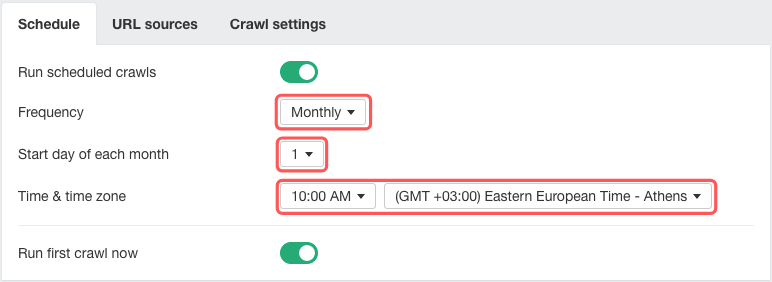 Schedule URL sources Crawl settings
Run scheduled crawls
Frequency Monthly
Start day of each month 1
Time & time zone 10:00 AM (GMT +03:00) Eastern European Time - Athens
Run first crawl now